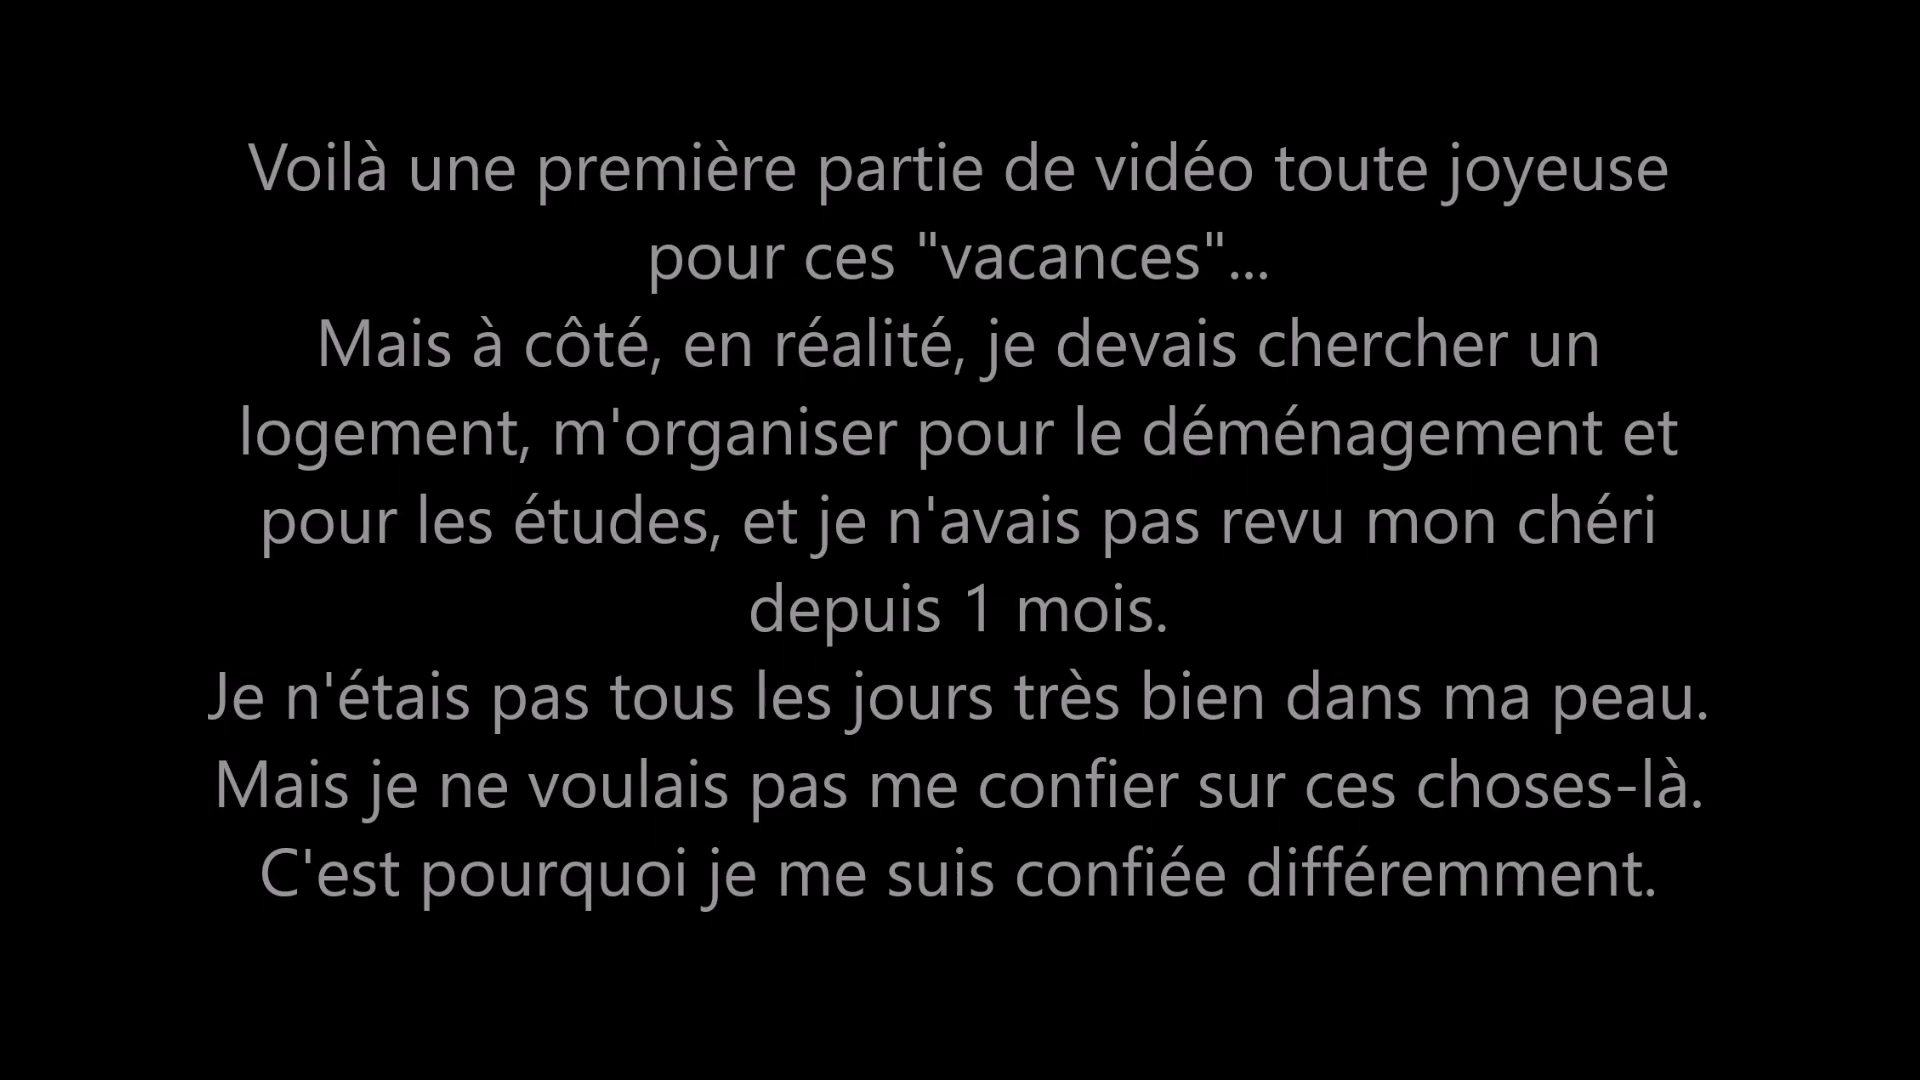 Voilà une première partie de vidéo toute joyeuse
pour ces "vacances"...
Mais à côté, en réalité, je devais chercher un
logement, m'organiser pour le déménagement et
pour les études, et je n'avais pas revu mon chéri
depuis 1 mois.
Je n'étais pas tous les jours très bien dans ma peau.
Mais je ne voulais pas me confier sur ces choses-là.
C'est pourquoi je me suis confiée différemment.